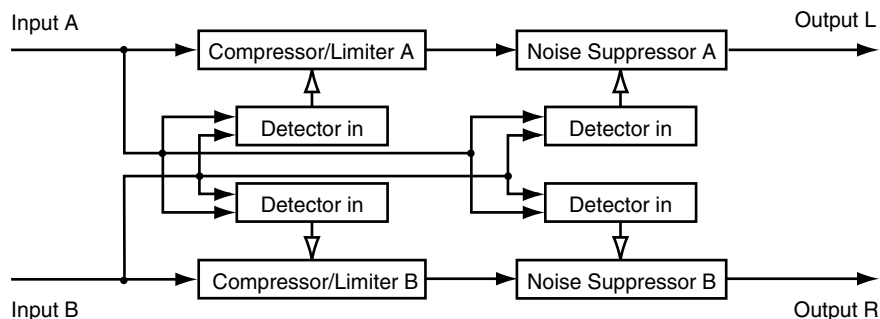 Input A
Output L
Compressor/Limiter A
Noise Suppressor A
Detector in
Detector in
Detector in
Detector in
Compressor/Limiter B
Noise Suppressor B
Input B
Output R